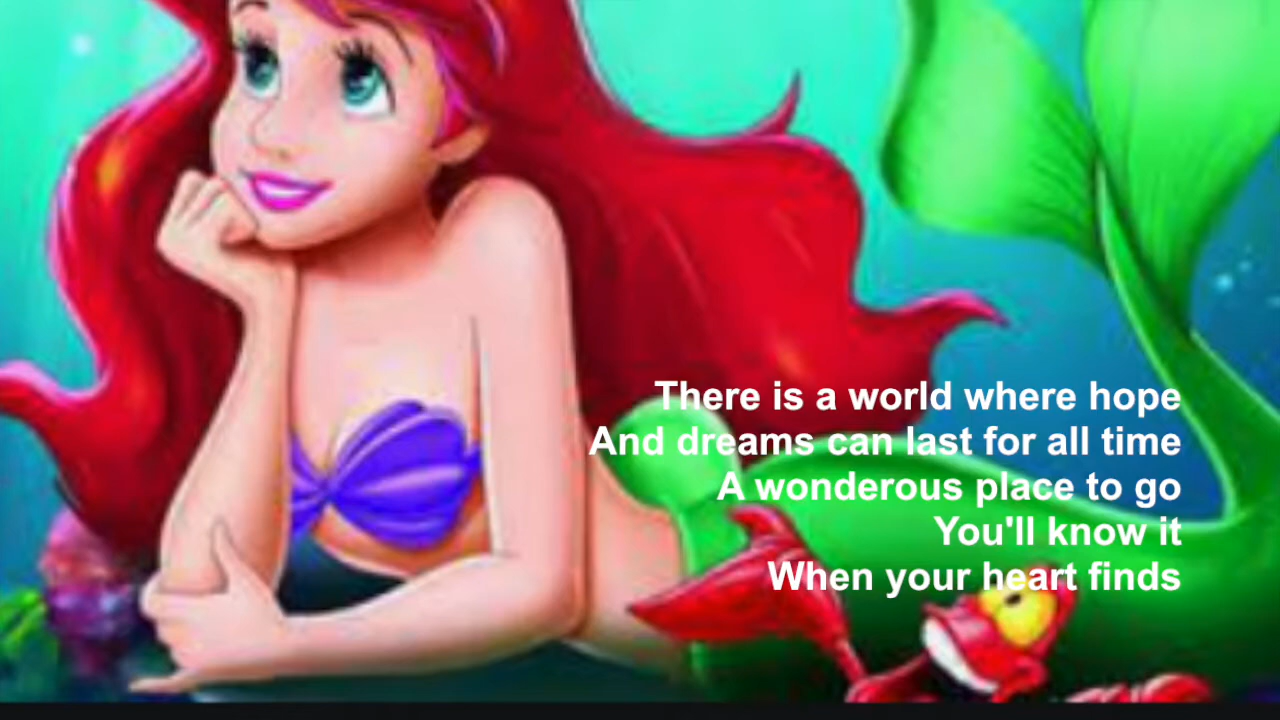 There is a world where hope
And dreams can last for all time
A wonderous place to go
You'll know it
When your heart finds